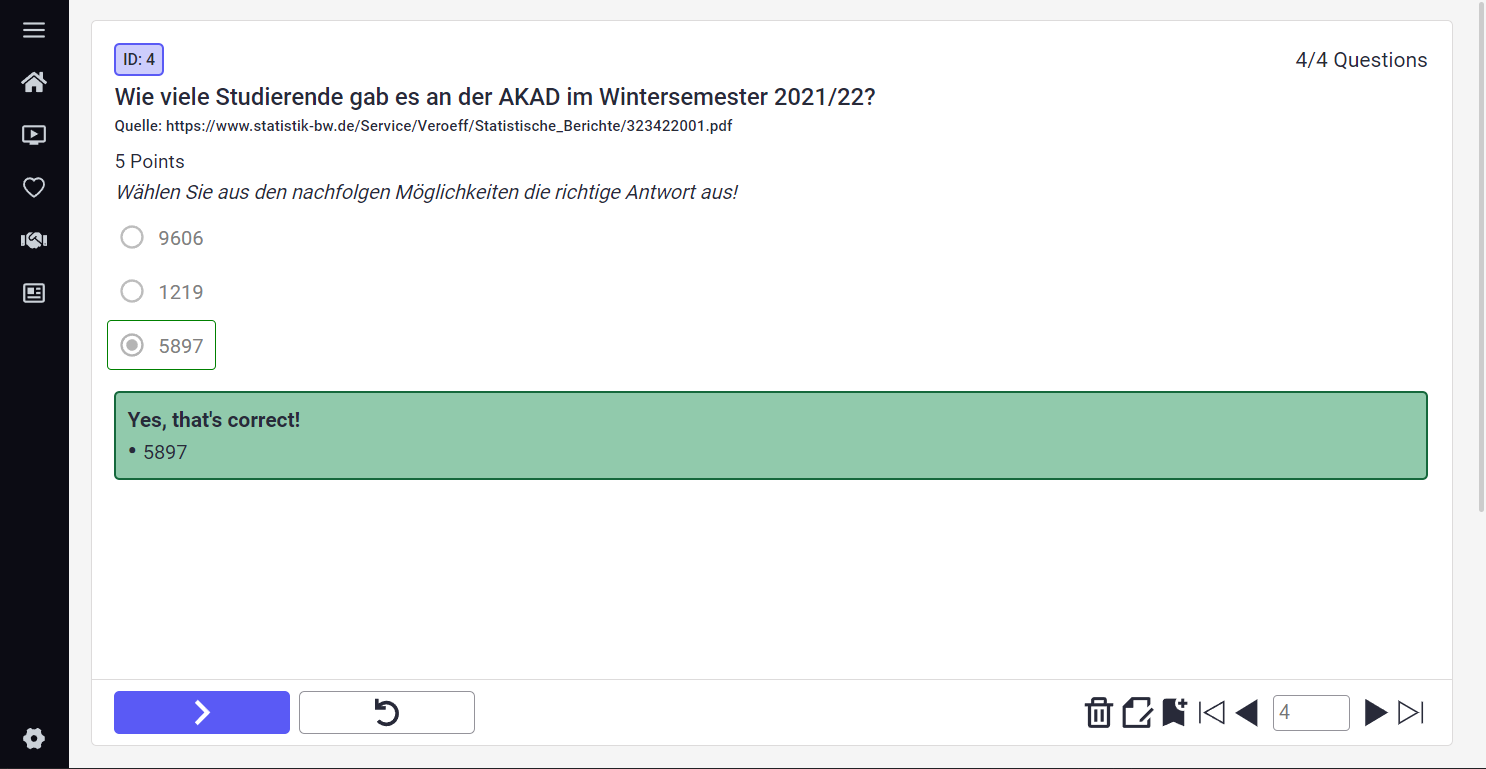 ID: 4
4/4 Questions
Wie viele Studierende gab es an der AKAD im Wintersemester 2021/22?
Quelle: https://www.statistik-bw.de/Service/Veroeff/Statistische_Berichte/323422001.pdf
5 Points
Wählen Sie aus den nachfolgen Möglichkeiten die richtige Antwort aus!
9606
1219
5897
Yes, that's correct!
• 5897
4